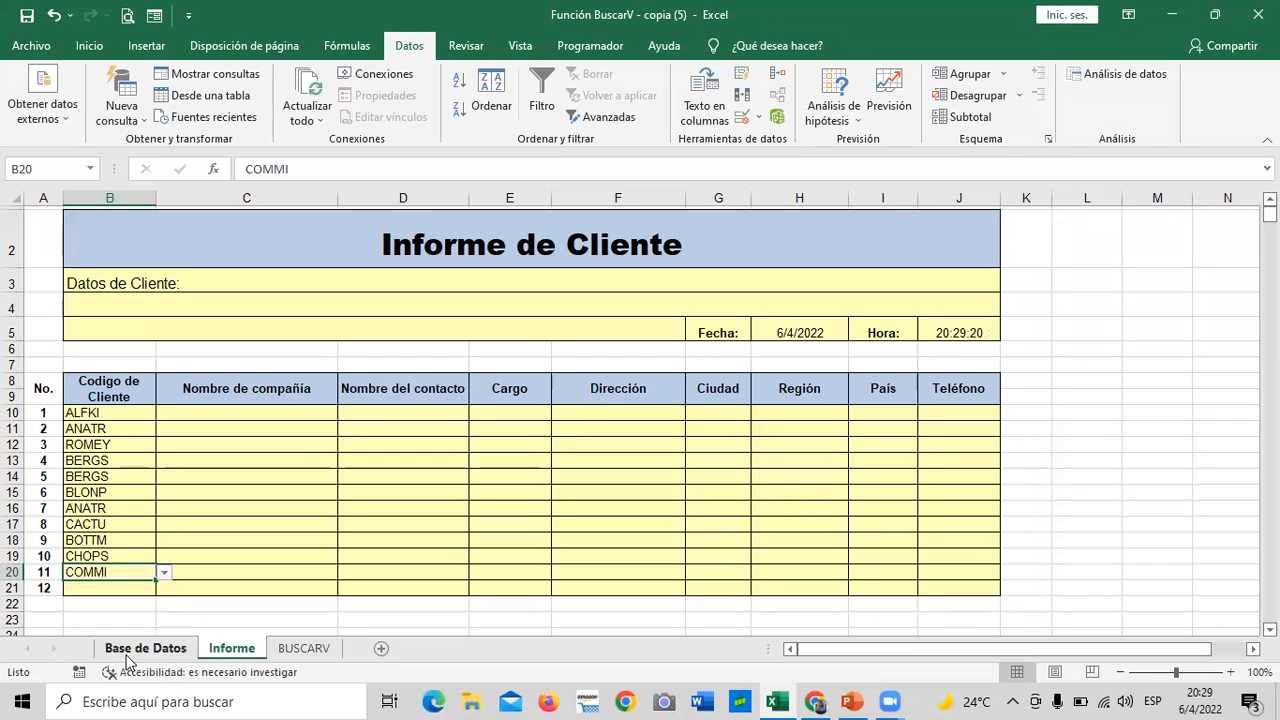 Función BuscarV - copia (5) - Excel
Inic. ses.
Archivo Inicio Insertar Disposición de página Fórmulas Datos Revisar Vista Programador Ayuda ¿Qué desea hacer? Compartir
Obtener datos externos
Nueva consulta
Mostrar consultas
Desde una tabla
Fuentes recientes
Obtener y transformar
Actualizar todo
Conexiones
Propiedades
Editar vínculos
Conexiones
Ordenar
Filtro
Borrar
Volver a aplicar
Avanzadas
Ordenar y filtrar
Texto en columnas
Herramientas de datos
Análisis de hipótesis
Previsión
Previsión
Agrupar
Desagrupar
Subtotal
Esquema
Análisis de datos
Análisis
B20 fx COMMI
A B C D E F G H I J K L M N
2 Informe de Cliente
3 Datos de Cliente:
4
5 Fecha: 6/4/2022 Hora: 20:29:20
6
7
8 No. Codigo de Cliente Nombre de compañía Nombre del contacto Cargo Dirección Ciudad Región País Teléfono
9
10 1 ALFKI
11 2 ANATR
12 3 ROMEY
13 4 BERGS
14 5 BERGS
15 6 BLONP
16 7 ANATR
17 8 CACTU
18 9 BOTTM
19 10 CHOPS
20 11 COMMI
21 12
22
23
24
Base de Datos Informe BUSCARV
Listo Accesibilidad: es necesario investigar 100%
Escribe aquí para buscar
amazon
24°C
ESP
20:29
6/4/2022
3